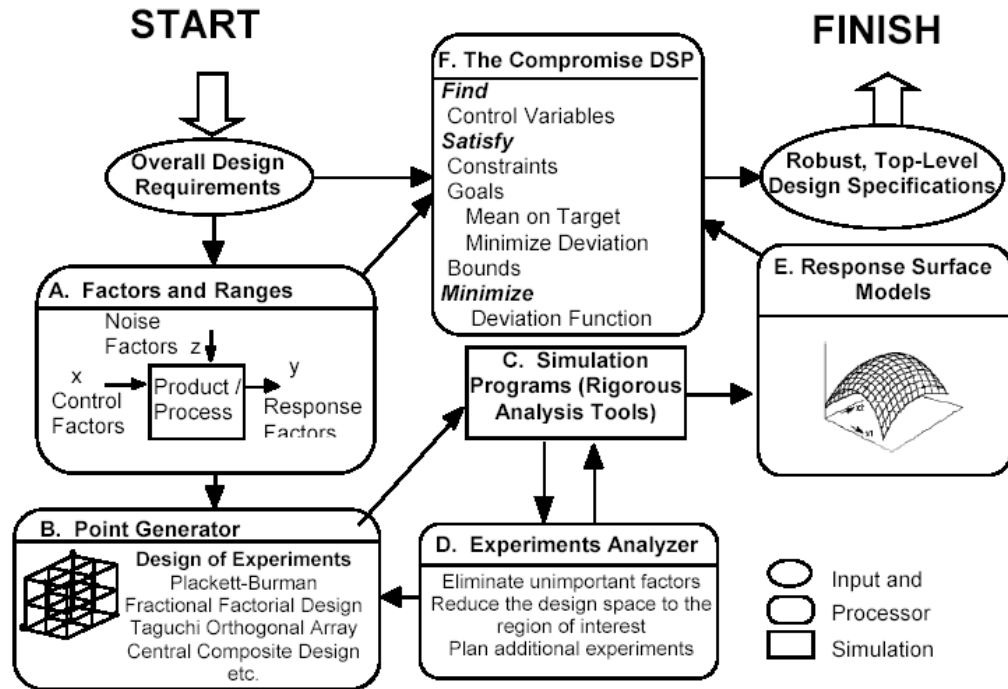 START
FINISH
Overall Design
Requirements
F. The Compromise DSP
Find
Control Variables
Satisfy
Constraints
Goals
Mean on Target
Minimize Deviation
Bounds
Minimize
Deviation Function
Robust, Top-Level
Design Specifications
A. Factors and Ranges
Noise
Factors z
x
Control
Factors
Product /
Process
y
Response
Factors
B. Point Generator
Design of Experiments
Plackett-Burman
Fractional Factorial Design
Taguchi Orthogonal Array
Central Composite Design
etc.
C. Simulation
Programs (Rigorous
Analysis Tools)
D. Experiments Analyzer
Eliminate unimportant factors
Reduce the design space to the
region of interest
Plan additional experiments
E. Response Surface
Models
Input and
Processor
Simulation